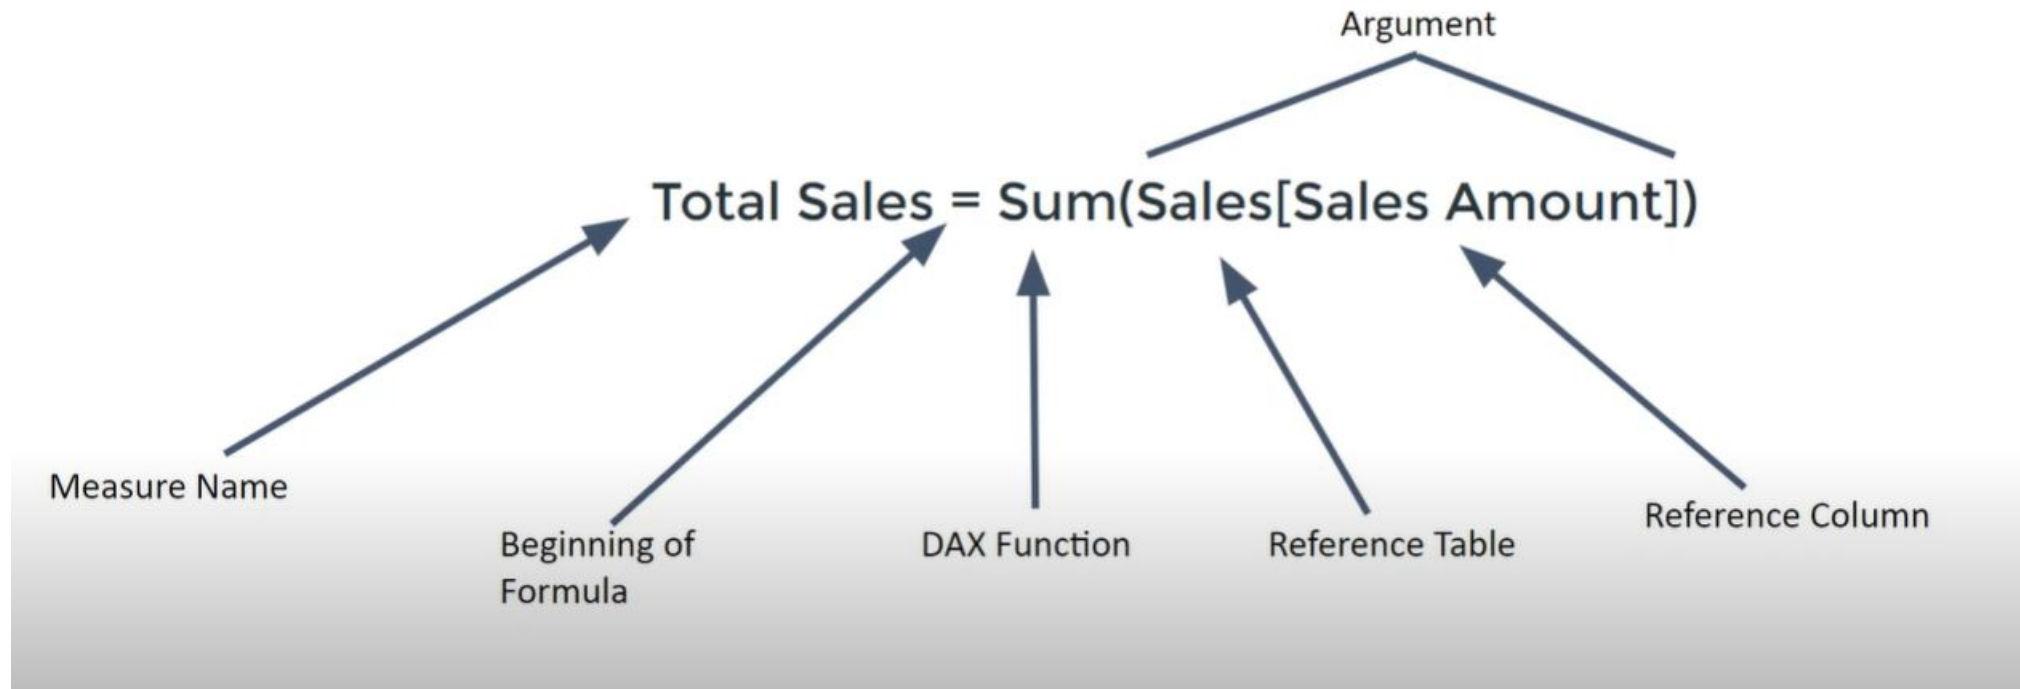 Argument
Total Sales = Sum(Sales[Sales Amount])
Measure Name
Beginning of
Formula
DAX Function
Reference Table
Reference Column